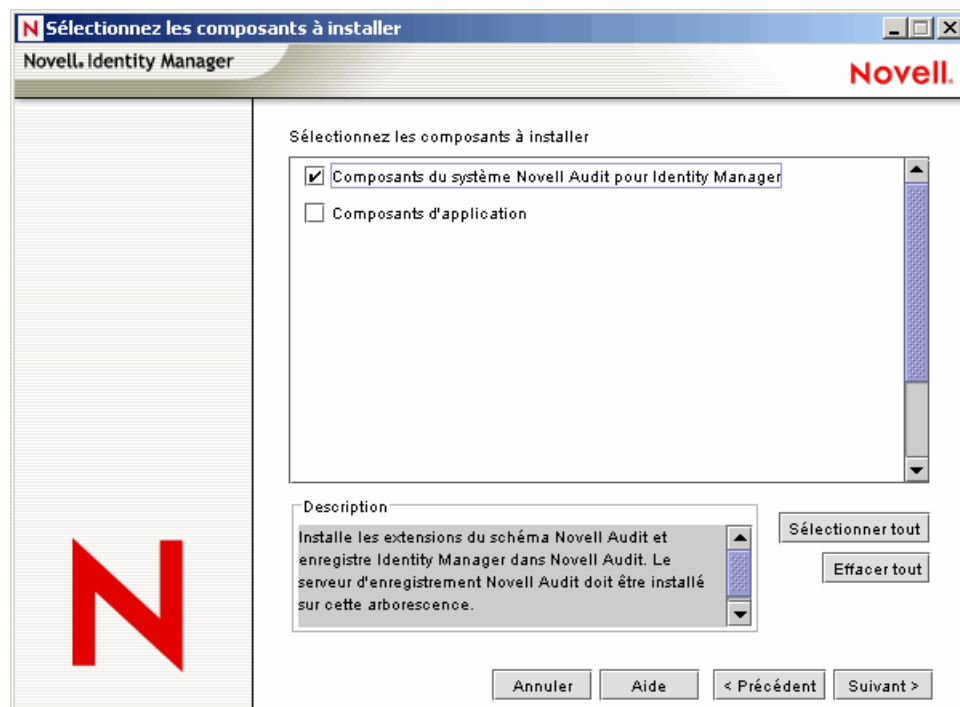 N Sélectionnez les composants à installer
Novell. Identity Manager
Novell.
Sélectionnez les composants à installer
Composants du système Novell Audit pour Identity Manager
Composants d'application
Description
Installe les extensions du schéma Novell Audit et
enregistre Identity Manager dans Novell Audit. Le
serveur d'enregistrement Novell Audit doit être installé
sur cette arborescence.
Sélectionner tout
Effacer tout
N
Annuler
Aide
< Précédent
Suivant >